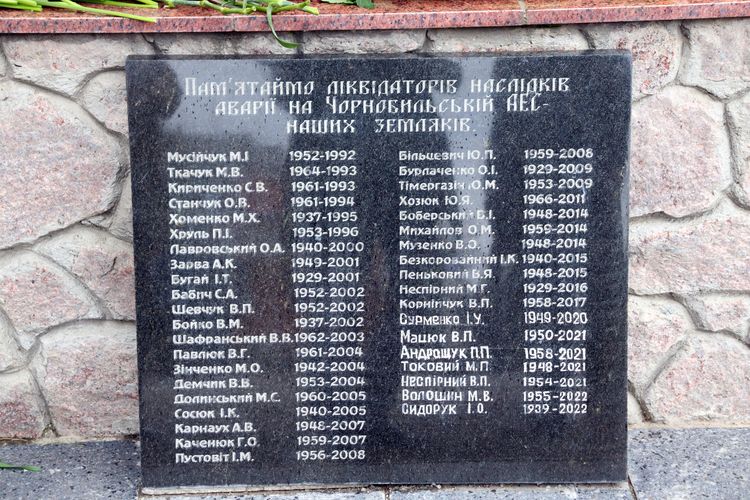 Пам'ятаймо ліквідаторів наслідків
аварії на Чорнобильській АЕС-
наших земляків.
Мусійчук М.І 1952-1992
Ткачук М.В. 1964-1993
Кириченко С.В. 1961-1993
Станчук О.В. 1961-1994
Хоменко М.Х. 1937-1995
Хруль П.І. 1953-1996
Лавровський О.А. 1940-2000
Зарва А.К. 1949-2001
Бугай І.Т. 1929-2001
Бабич С.А. 1952-2002
Шевчук В.П. 1952-2002
Бойко В.М. 1937-2002
Шафранський В.В. 1962-2003
Павлюк В.Г. 1961-2004
Зінченко М.О. 1942-2004
Демчик В.В. 1953-2004
Долинський М.С. 1960-2005
Сосюк І.К. 1940-2005
Карнаух А.В. 1948-2007
Каченюк Г.О. 1959-2007
Пустовіт І.М. 1956-2008
Більцевич Ю.П. 1959-2008
Бурлаченко О.І. 1929-2009
Тімергазін Ю.М. 1953-2009
Хозюк Ю.Я. 1966-2011
Боберський В.І. 1948-2014
Михайлов О.М. 1959-2014
Музенко В.О. 1948-2014
Безкоровайний І.К. 1940-2015
Пеньковий В.Я. 1948-2015
Неспірний М.Г. 1929-2016
Корнійчук В.П. 1958-2017
Сурменко І.У. 1949-2020
Мацюк В.П. 1950-2021
Андрощук П.П. 1958-2021
Токовий М.П. 1948-2021
Неспірний В.П. 1954-2021
Волошин М.В. 1955-2022
Сидорук І.О. 1939-2022